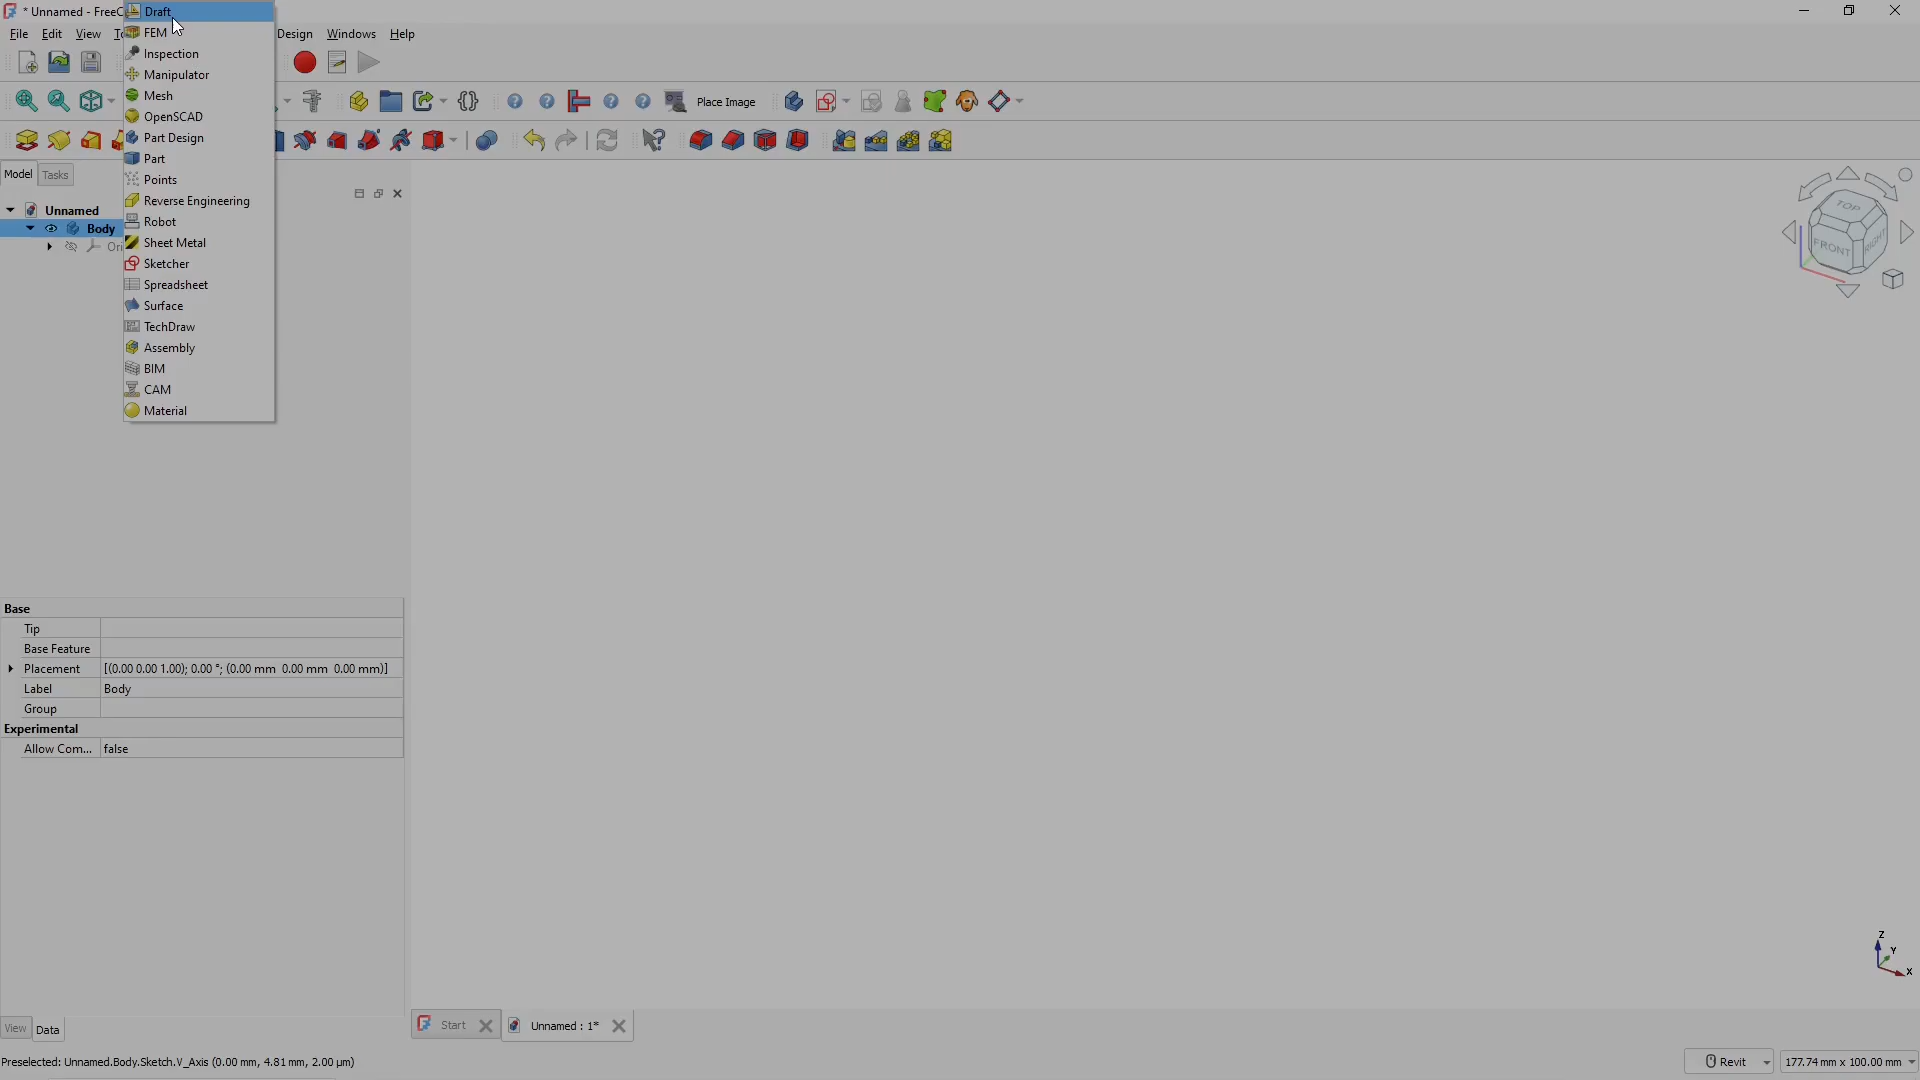 * Unnamed - FreeC
File
Edit
View
Design
Windows
Help
Draft
FEM
Inspection
Manipulator
Mesh
OpenSCAD
Part Design
Part
Points
Reverse Engineering
Robot
Sheet Metal
Sketcher
Spreadsheet
Surface
TechDraw
Assembly
BIM
CAM
Material
Place Image
Model
Tasks
Unnamed
Body
Ori
TOP
FRONT
RIGHT
Base
Tip
Base Feature
Placement [(0.00 0.00 1.00); 0.00 °; (0.00 mm 0.00 mm 0.00 mm)]
Label Body
Group
Experimental
Allow Com... false
Z
Y
X
View
Data
Start
Unnamed : 1*
Preselected: Unnamed.Body.Sketch.V_Axis (0.00 mm, 4.81 mm, 2.00 µm)
Revit
177.74 mm x 100.00 mm